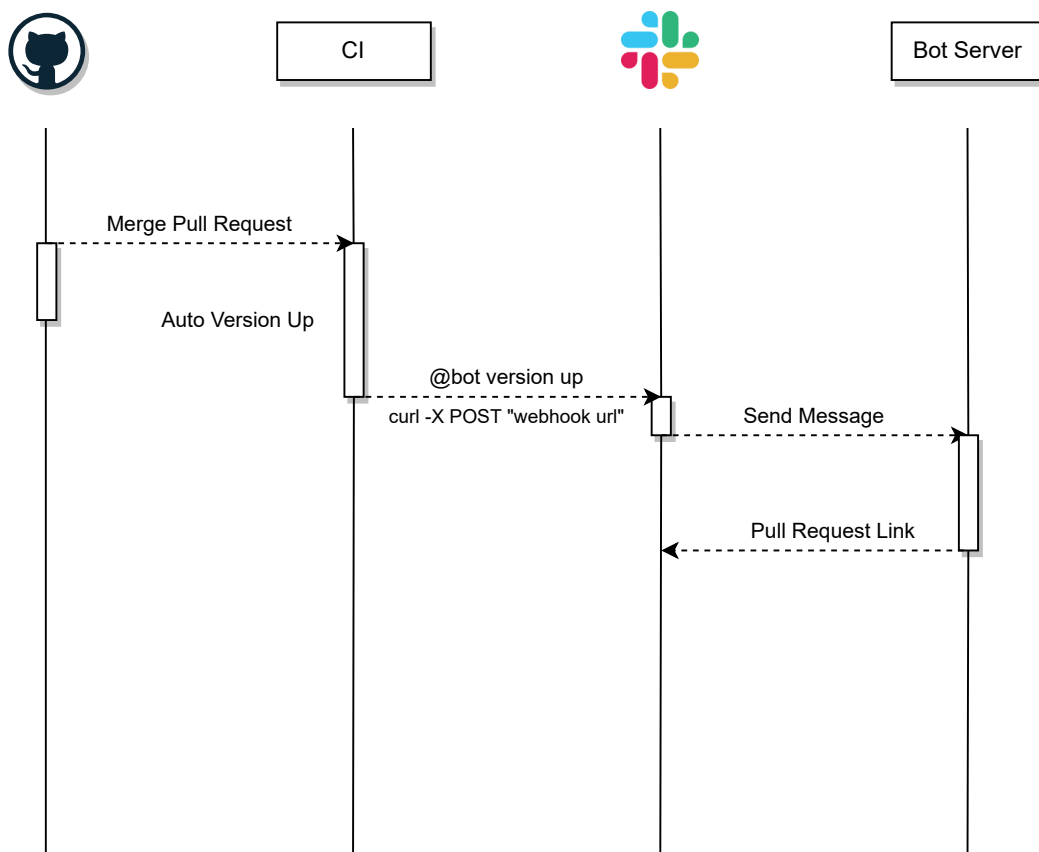 CI
Bot Server
Merge Pull Request
Auto Version Up
@bot version up
curl -X POST "webhook url"
Send Message
Pull Request Link